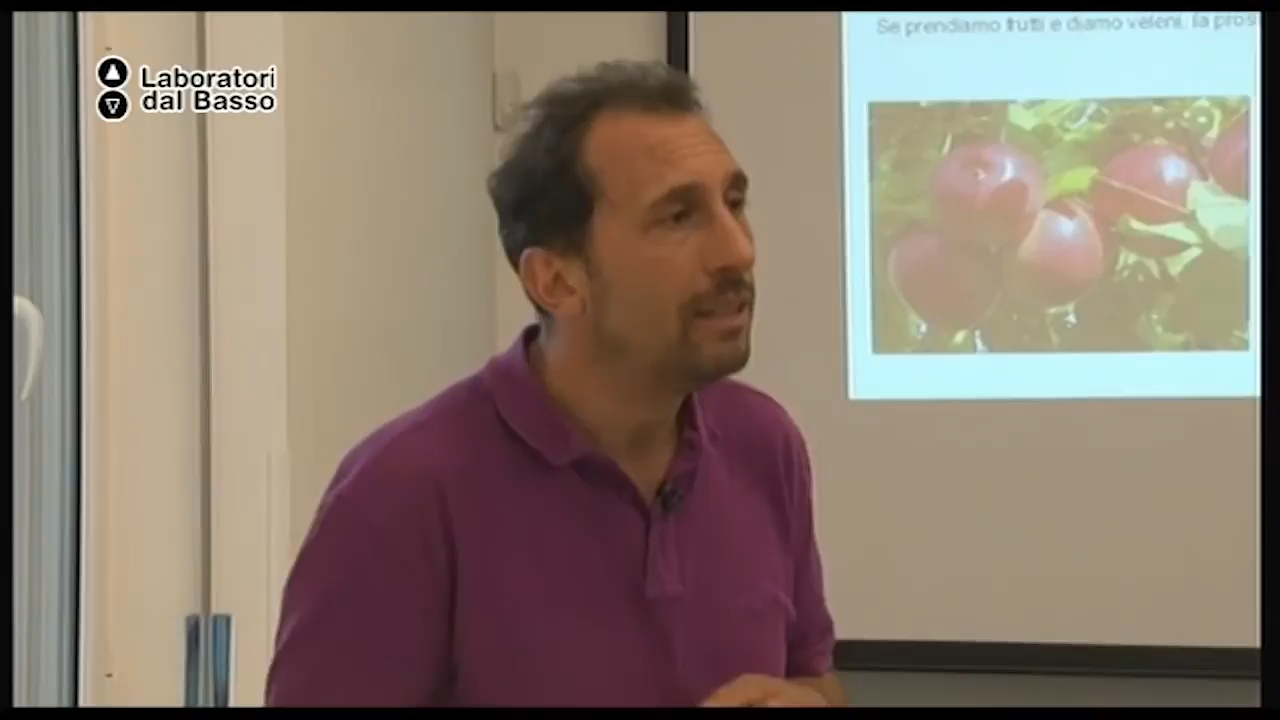 Laboratori
dal Basso
Se prendiamo frutti e diamo veleni, la pros